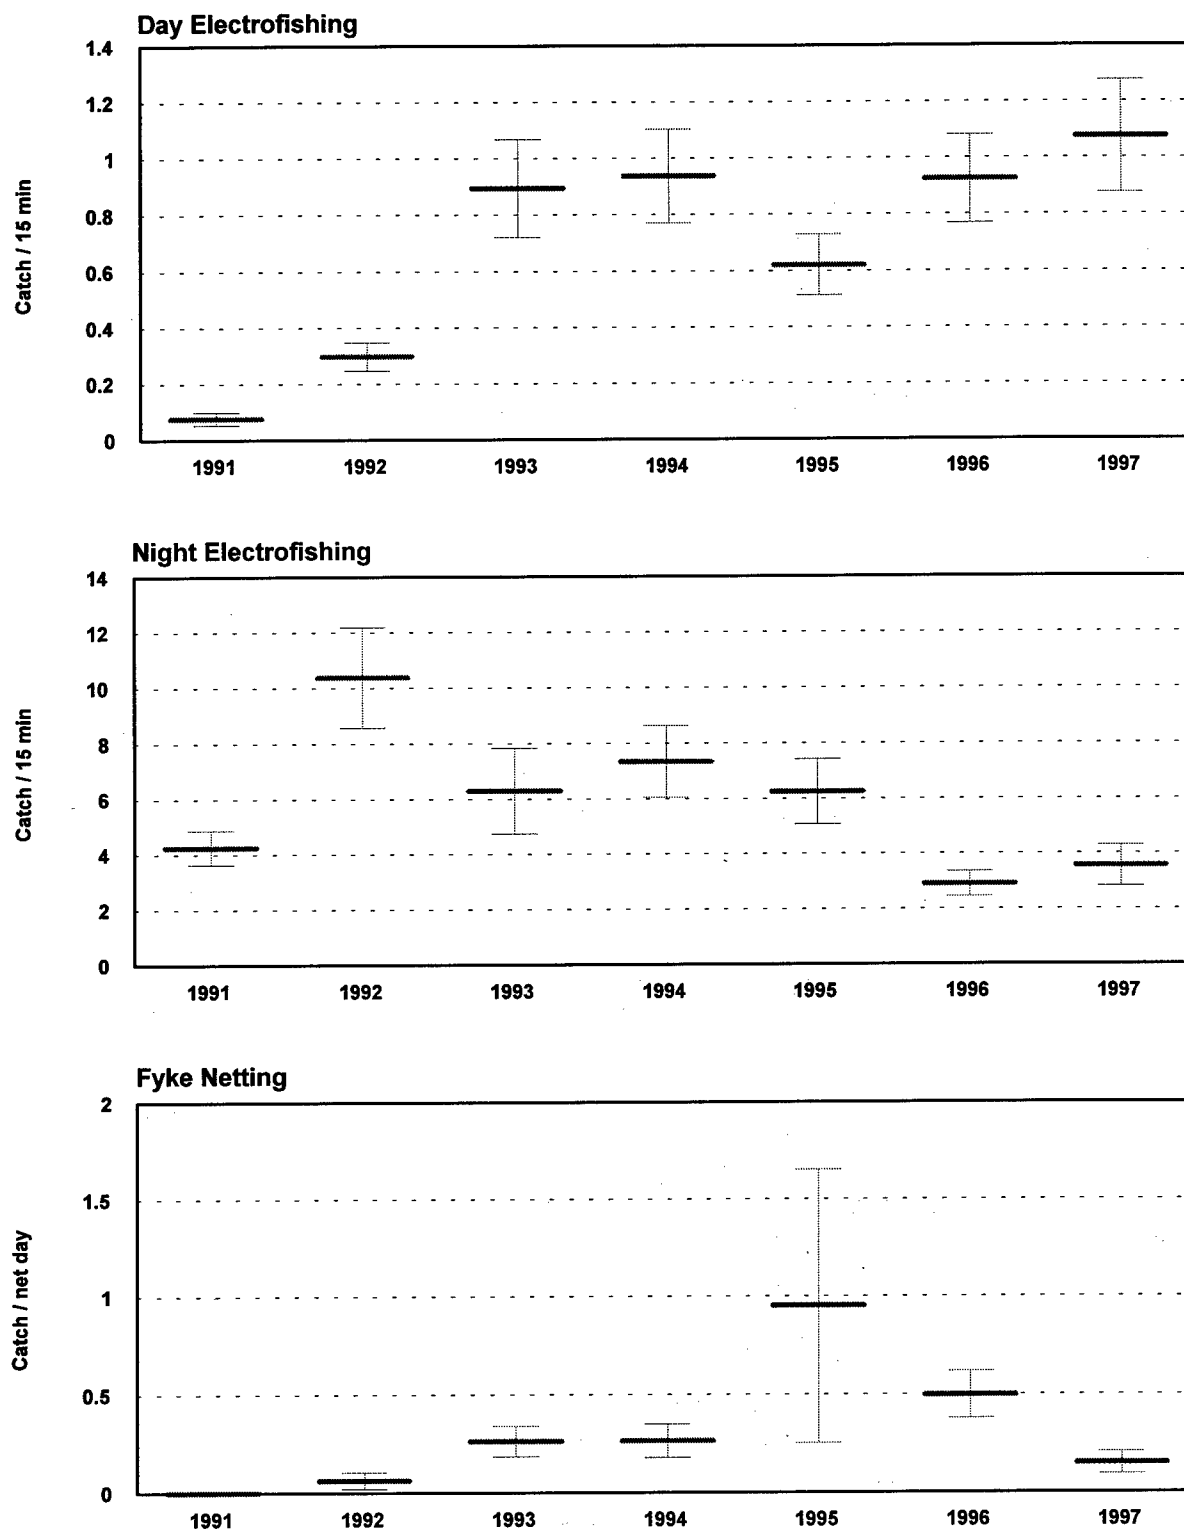 Day Electrofishing
1.4
1.2
1
0.8
0.6
0.4
0.2
0
Catch / 15 min
1991 1992 1993 1994 1995 1996 1997
Night Electrofishing
14
12
10
8
6
4
2
0
Catch / 15 min
1991 1992 1993 1994 1995 1996 1997
Fyke Netting
2
1.5
1
0.5
0
Catch / net day
1991 1992 1993 1994 1995 1996 1997